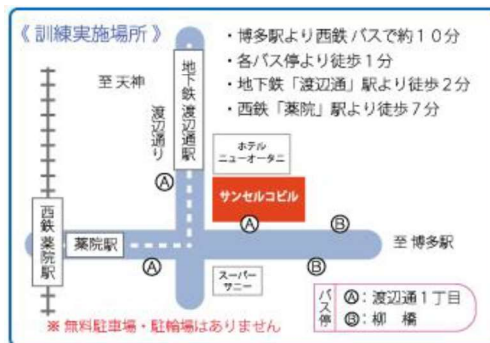 《 訓練実施場所 》
・博多駅より西鉄バスで約１０分
・各バス停より徒歩１分
・地下鉄「渡辺通」駅より徒歩２分
・西鉄「薬院」駅より徒歩７分
至 天神
渡辺通り
地下鉄 渡辺通駅
ホテル
ニューオータニ
サンセルコビル
Ⓐ
Ⓐ
Ⓑ
西鉄 薬院駅
薬院駅
至 博多駅
Ⓐ
Ⓑ
スーパー
サニー
バス停
Ⓐ：渡辺通１丁目
Ⓑ：柳 橋
※ 無料駐車場・駐輪場はありません